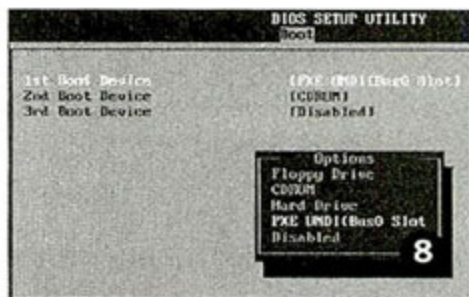 BIOS SETUP UTILITY
Boot
1st Boot Device [PXE UNDI(Bus0 Slot]
2nd Boot Device [CDROM]
3rd Boot Device [Disabled]
Options
Floppy Drive
CDROM
Hard Drive
PXE UNDI(Bus0 Slot
Disabled
8